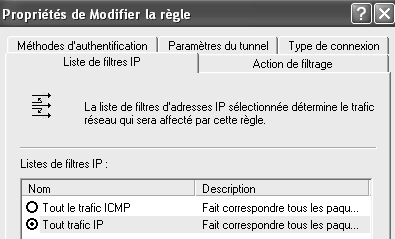 Propriétés de Modifier la règle
Méthodes d'authentification Paramètres du tunnel Type de connexion
Liste de filtres IP Action de filtrage
La liste de filtres d'adresses IP sélectionnée détermine le trafic
réseau qui sera affecté par cette règle.
Listes de filtres IP :
Nom Description
Tout le trafic ICMP Fait correspondre tous les paqu...
Tout trafic IP Fait correspondre tous les paqu...